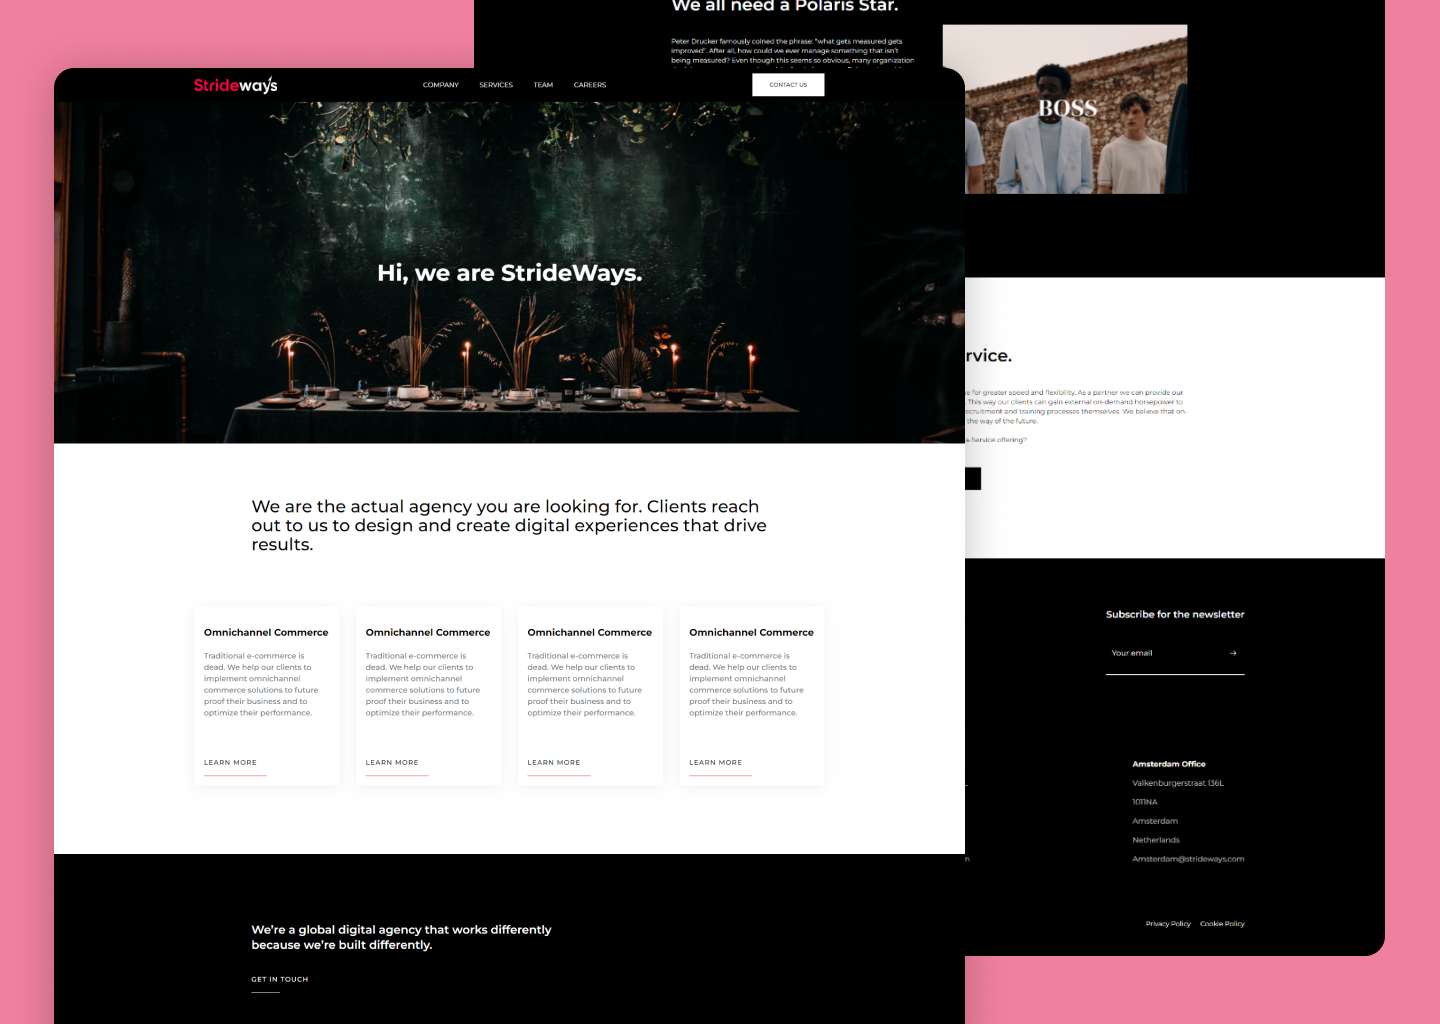 We all need a Polaris Star.
Peter Drucker famously coined the phrase: "what gets measured gets
improved". After all, how could we ever manage something that isn't
being measured? Even though this seems so obvious, many organization
BOSS
Strideways
COMPANY
SERVICES
TEAM
CAREERS
CONTACT US
Hi, we are StrideWays.
We are the actual agency you are looking for. Clients reach
out to us to design and create digital experiences that drive
results.
Omnichannel Commerce
Traditional e-commerce is
dead. We help our clients to
implement omnichannel
commerce solutions to future
proof their business and to
optimize their performance.
LEARN MORE
Omnichannel Commerce
Traditional e-commerce is
dead. We help our clients to
implement omnichannel
commerce solutions to future
proof their business and to
optimize their performance.
LEARN MORE
Omnichannel Commerce
Traditional e-commerce is
dead. We help our clients to
implement omnichannel
commerce solutions to future
proof their business and to
optimize their performance.
LEARN MORE
Omnichannel Commerce
Traditional e-commerce is
dead. We help our clients to
implement omnichannel
commerce solutions to future
proof their business and to
optimize their performance.
LEARN MORE
We're a global digital agency that works differently
because we're built differently.
GET IN TOUCH
rvice.
e for greater speed and flexibility. As a partner we can provide our
This way our clients can gain external on-demand horsepower to
ecruitment and training processes themselves. We believe that on-
the way of the future.
a-Service offering?
Subscribe for the newsletter
Your email
Amsterdam Office
Valkenburgerstraat 136L
1011NA
Amsterdam
Netherlands
Amsterdam@strideways.com
Privacy Policy
Cookie Policy